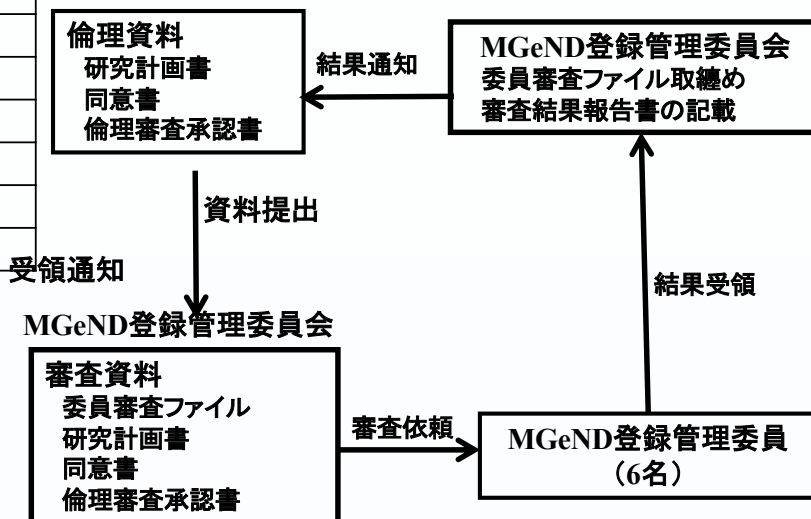 倫理資料
研究計画書
同意書
倫理審査承認書
結果通知
MGeND登録管理委員会
委員審査ファイル取纏め
審査結果報告書の記載
資料提出
受領通知
結果受領
MGeND登録管理委員会
審査資料
委員審査ファイル
研究計画書
同意書
倫理審査承認書
審査依頼
MGeND登録管理委員
（6名）